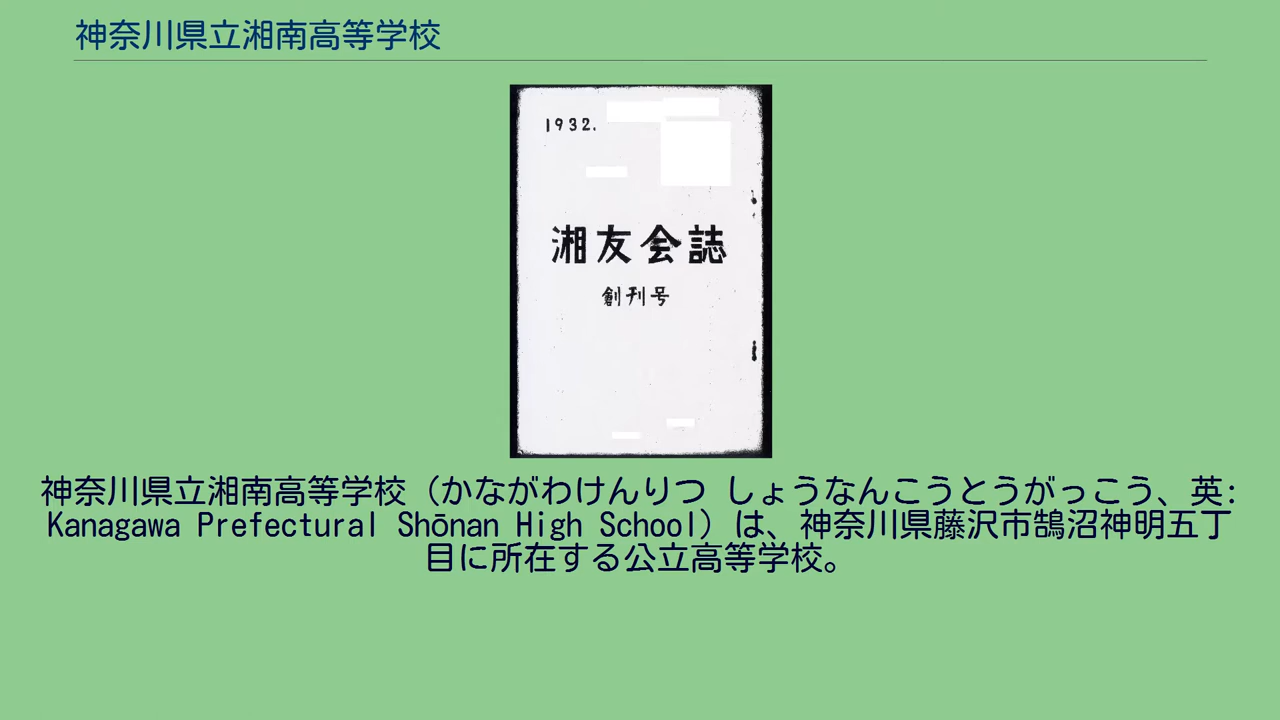 神奈川県立湘南高等学校
1932.
湘友会誌
創刊号
神奈川県立湘南高等学校（かながわけんりつ しょうなんこうとうがっこう、英:
Kanagawa Prefectural Shōnan High School）は、神奈川県藤沢市鵠沼神明五丁
目に所在する公立高等学校。